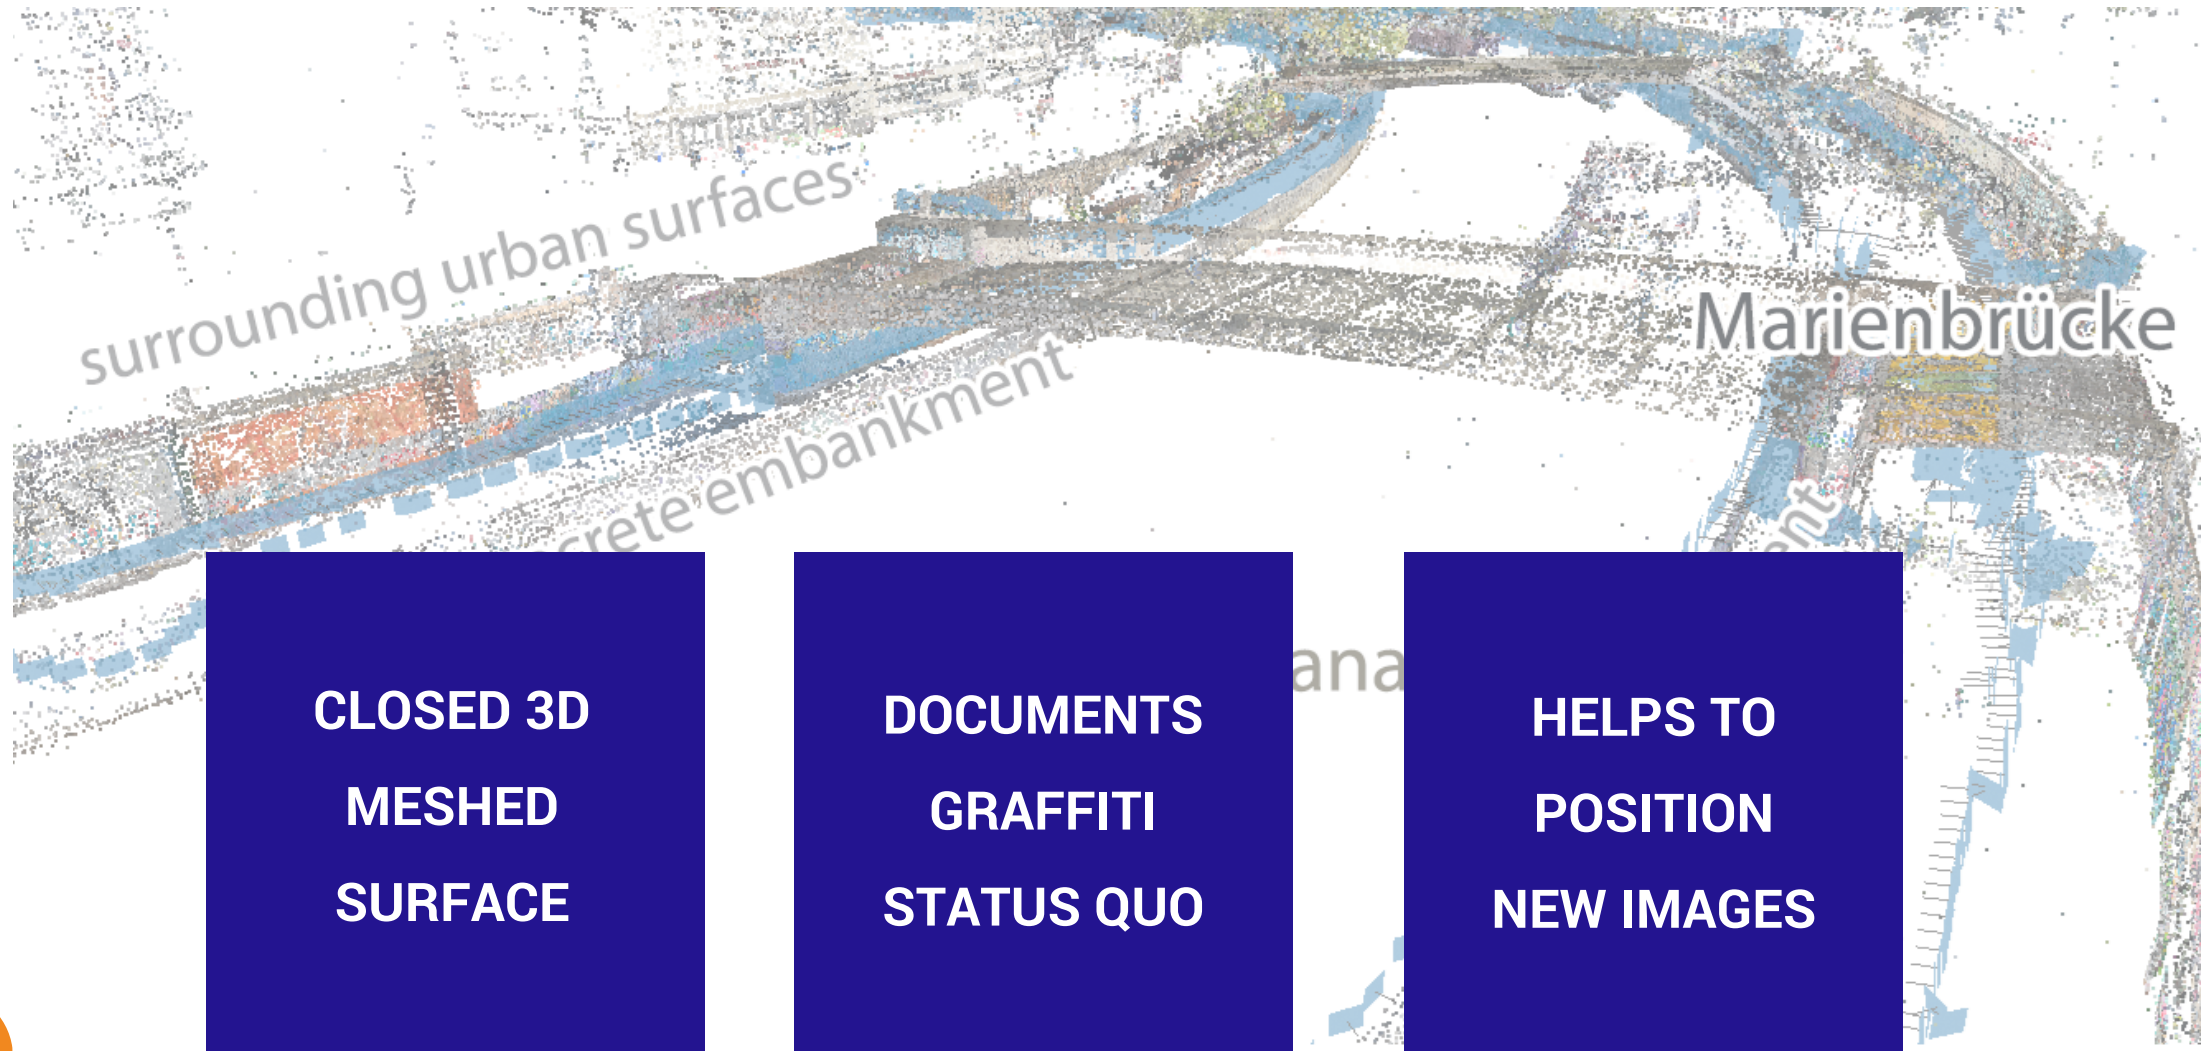 surrounding urban surfaces
Marienbrücke
embankment
CLOSED 3D
MESHED
SURFACE
DOCUMENTS
GRAFFITI
STATUS QUO
HELPS TO
POSITION
NEW IMAGES